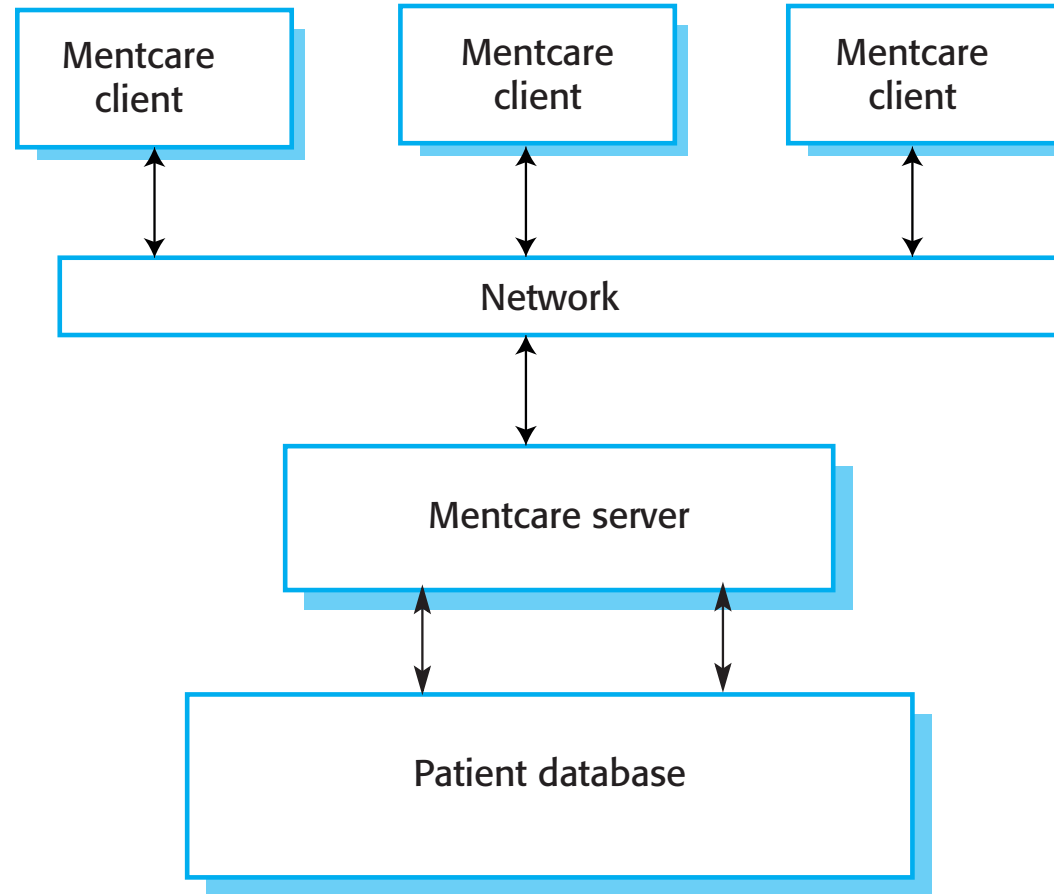 Mentcare
client
Mentcare
client
Mentcare
client
Network
Mentcare server
Patient database